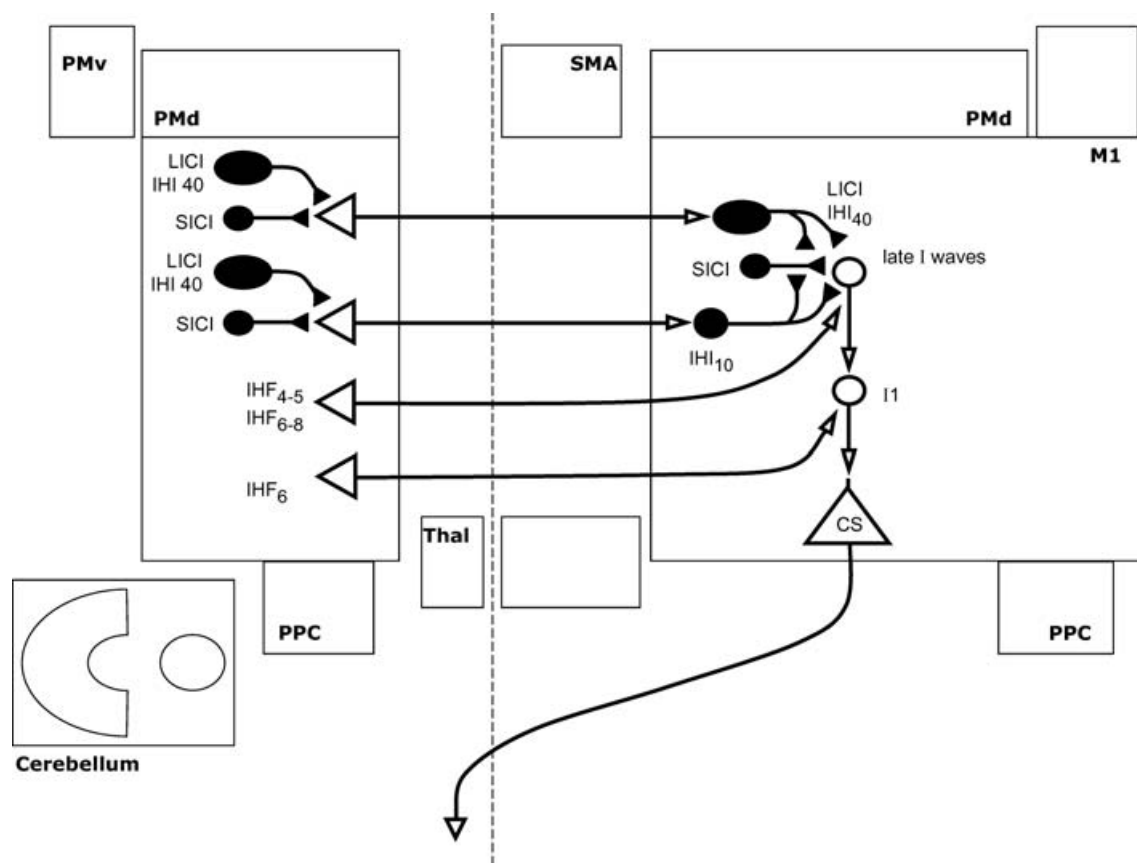 PMv
SMA
PMd
PMd
M1
LICI
IHI 40
SICI
LICI
IHI 40
SICI
IHF4-5
IHF6-8
IHF6
LICI
IHI40
SICI
late I waves
IHI10
I1
CS
Thal
PPC
PPC
Cerebellum